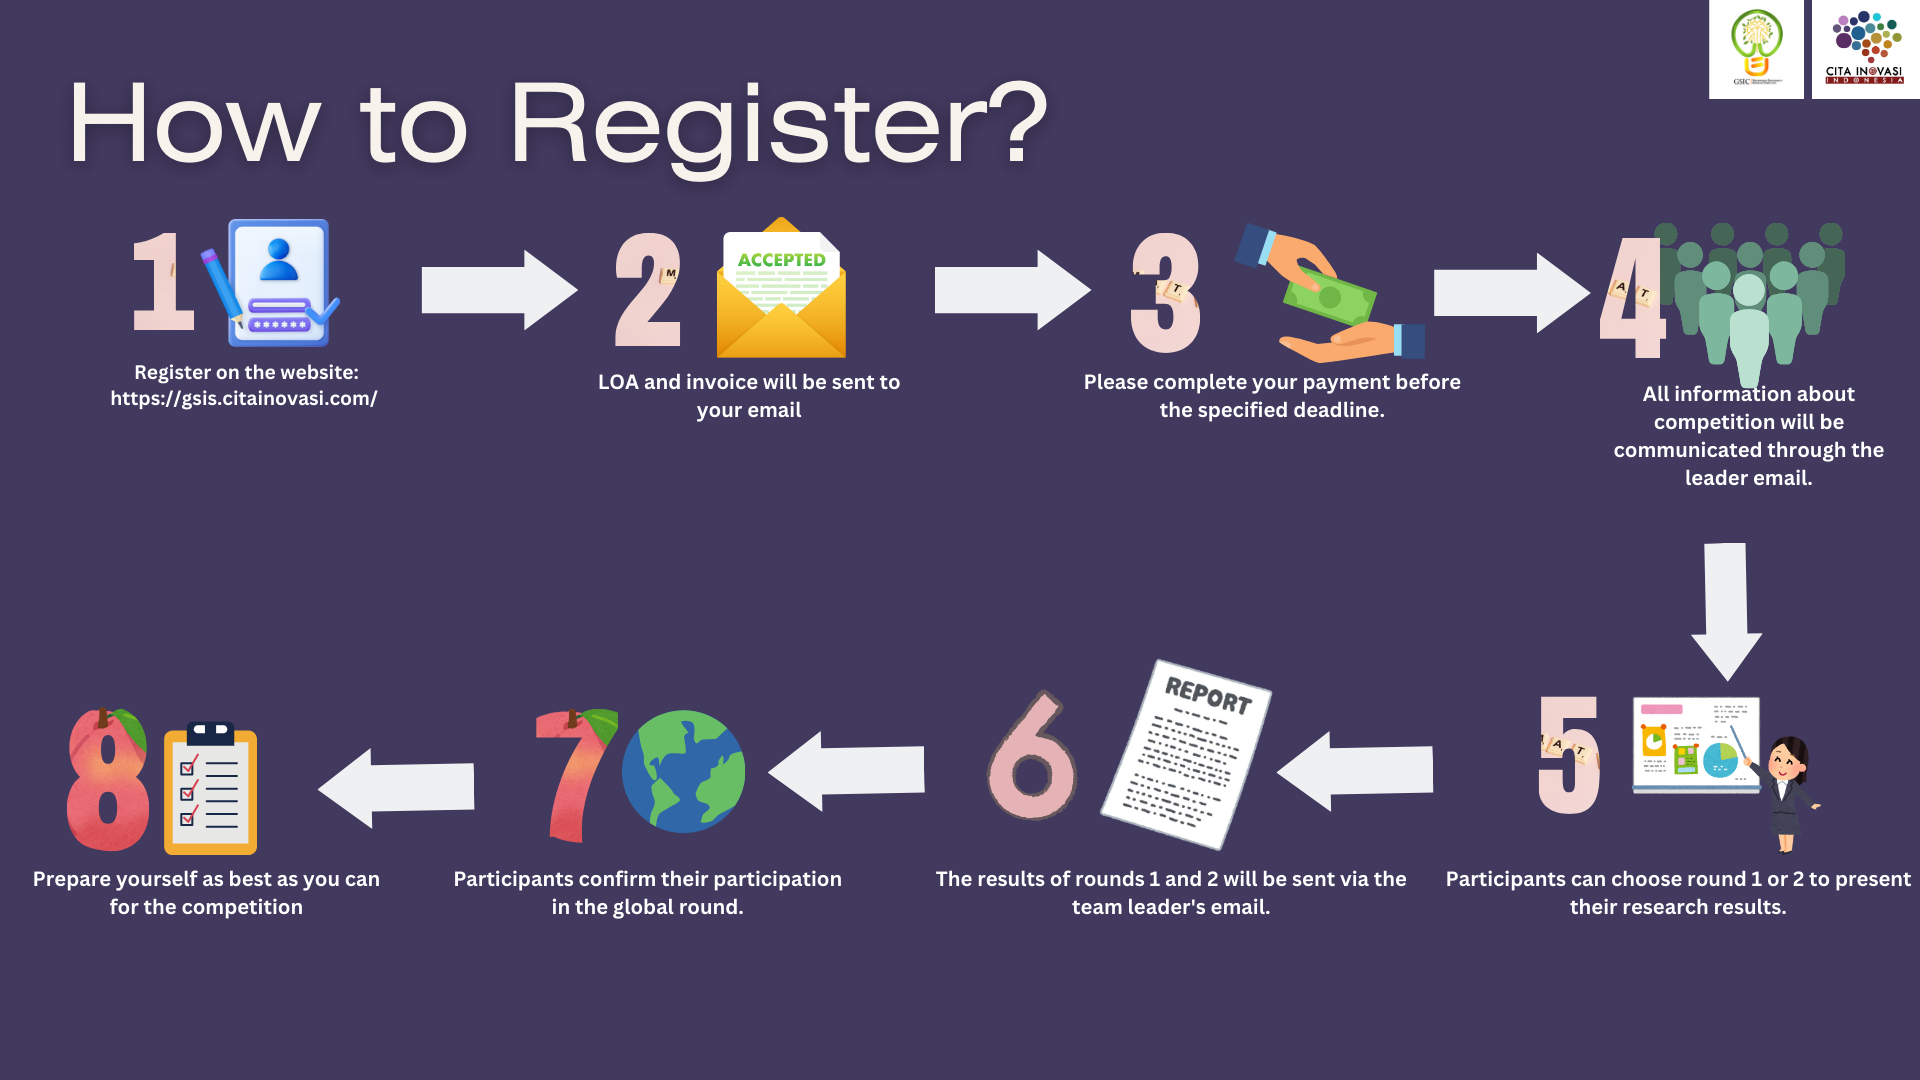 How to Register?
GSIC
CITA INOVASI
INDONESIA
1
Register on the website:
https://gsis.citainovasi.com/
2
M
ACCEPTED
LOA and invoice will be sent to
your email
3
T
Please complete your payment before
the specified deadline.
4
A T
All information about
competition will be
communicated through the
leader email.
5
A T
Participants can choose round 1 or 2 to present
their research results.
6
REPORT
The results of rounds 1 and 2 will be sent via the
team leader's email.
7
Participants confirm their participation
in the global round.
8
Prepare yourself as best as you can
for the competition